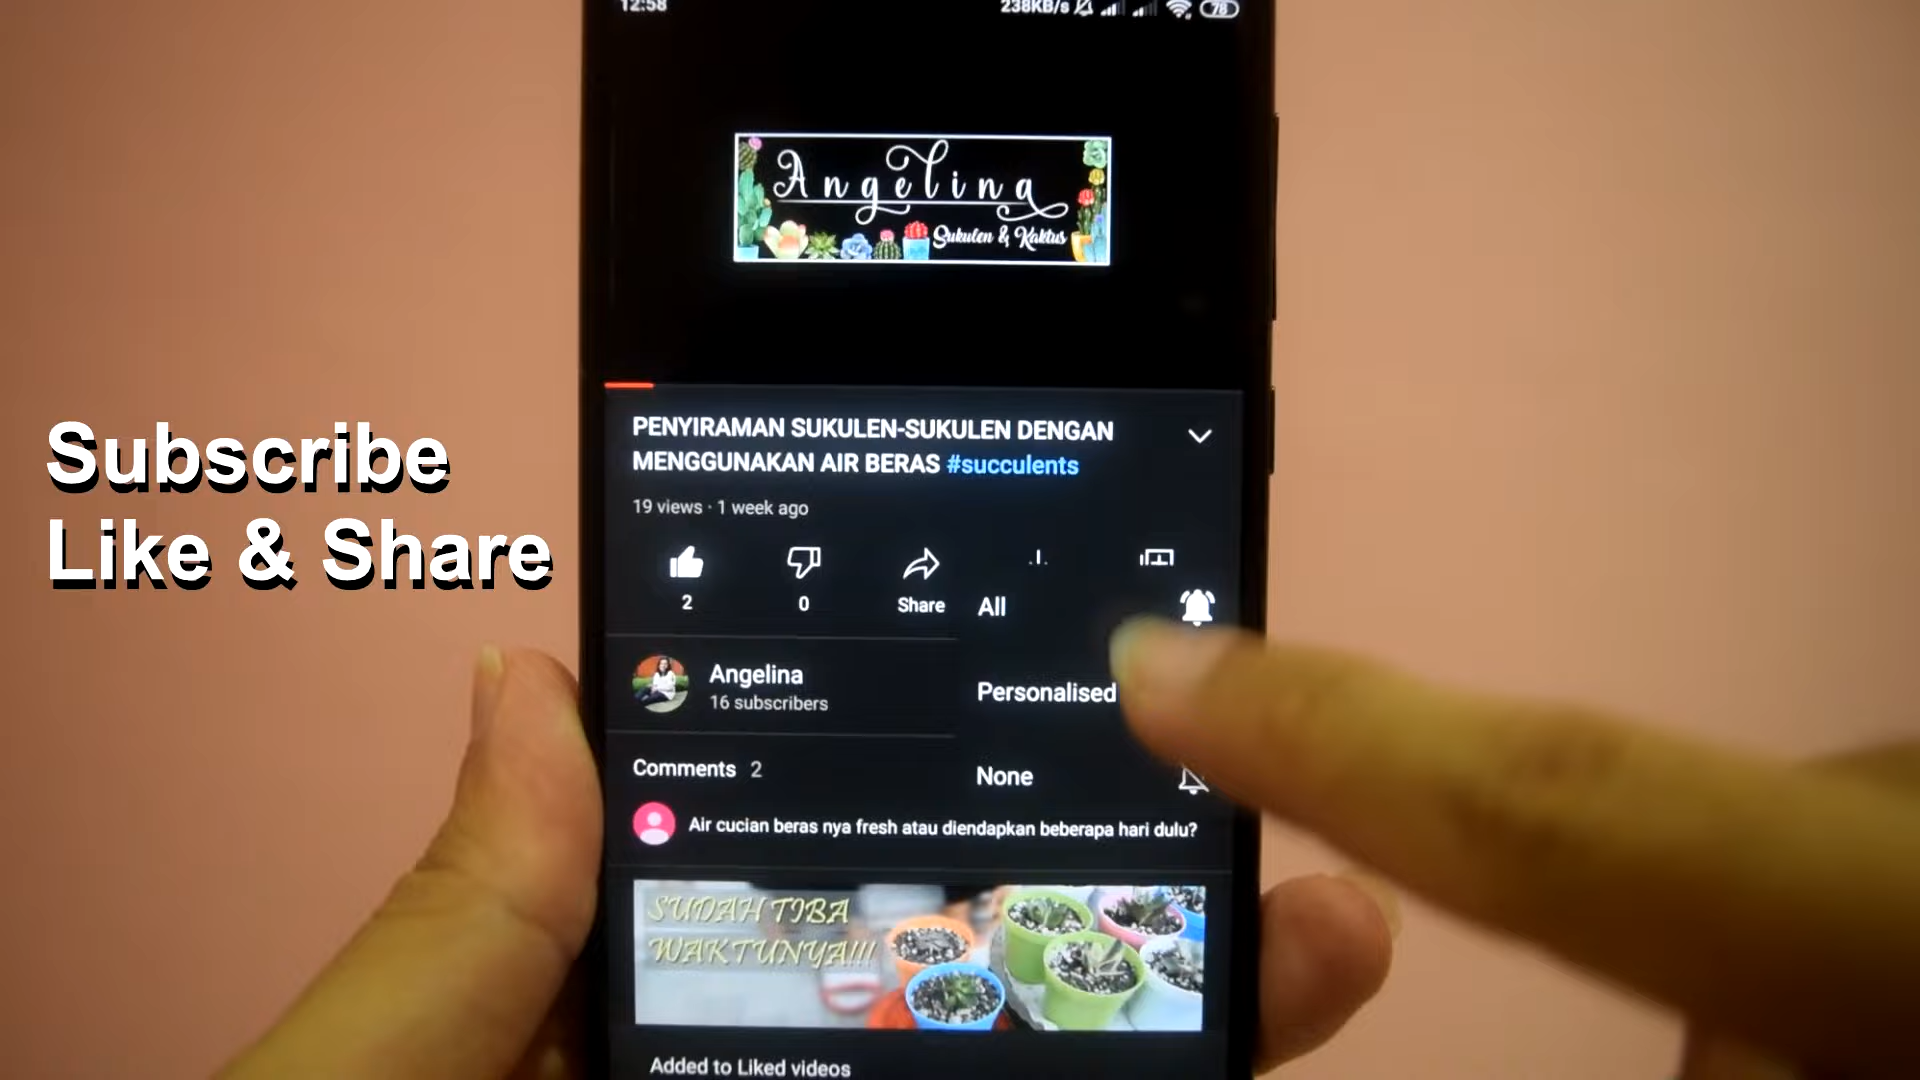 12:58
238KB/s
78
Angelina
Sukulen & Kaktus
PENYIRAMAN SUKULEN-SUKULEN DENGAN
MENGGUNAKAN AIR BERAS #succulents
19 views · 1 week ago
2
0
Share
All
Angelina
16 subscribers
Personalised
Comments 2
None
Air cucian beras nya fresh atau diendapkan beberapa hari dulu?
SUDAH TIBA
WAKTUNYA!!!
Added to Liked videos
Subscribe
Like & Share